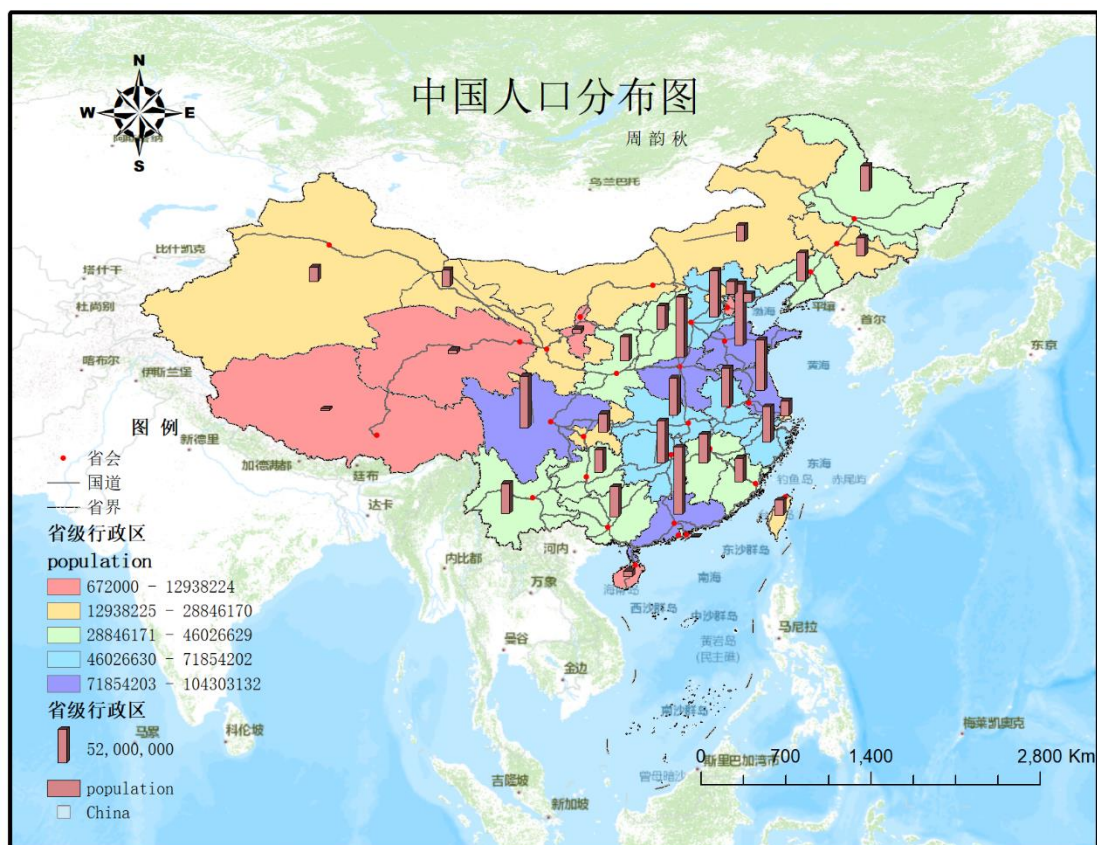 N
W
E
S
中国人口分布图
周韵秋
乌兰巴托
比什凯克
塔什干
杜尚别
喀布尔
伊斯兰堡
新德里
加德满都
廷布
达卡
内比都
河内
万象
曼谷
金边
吉隆坡
新加坡
马累
科伦坡
平壤
首尔
东京
渤海
黄海
东海
钓鱼岛
赤尾屿
东沙群岛
南海
海南岛
西沙群岛
中沙群岛
黄岩岛
(民主礁)
马尼拉
南沙群岛
曾母暗沙
斯里巴加湾市
梅莱凯奥克
图 例
省会
国道
省界
省级行政区
population
672000 - 12938224
12938225 - 28846170
28846171 - 46026629
46026630 - 71854202
71854203 - 104303132
省级行政区
52,000,000
population
China
0 700 1,400 2,800 Km